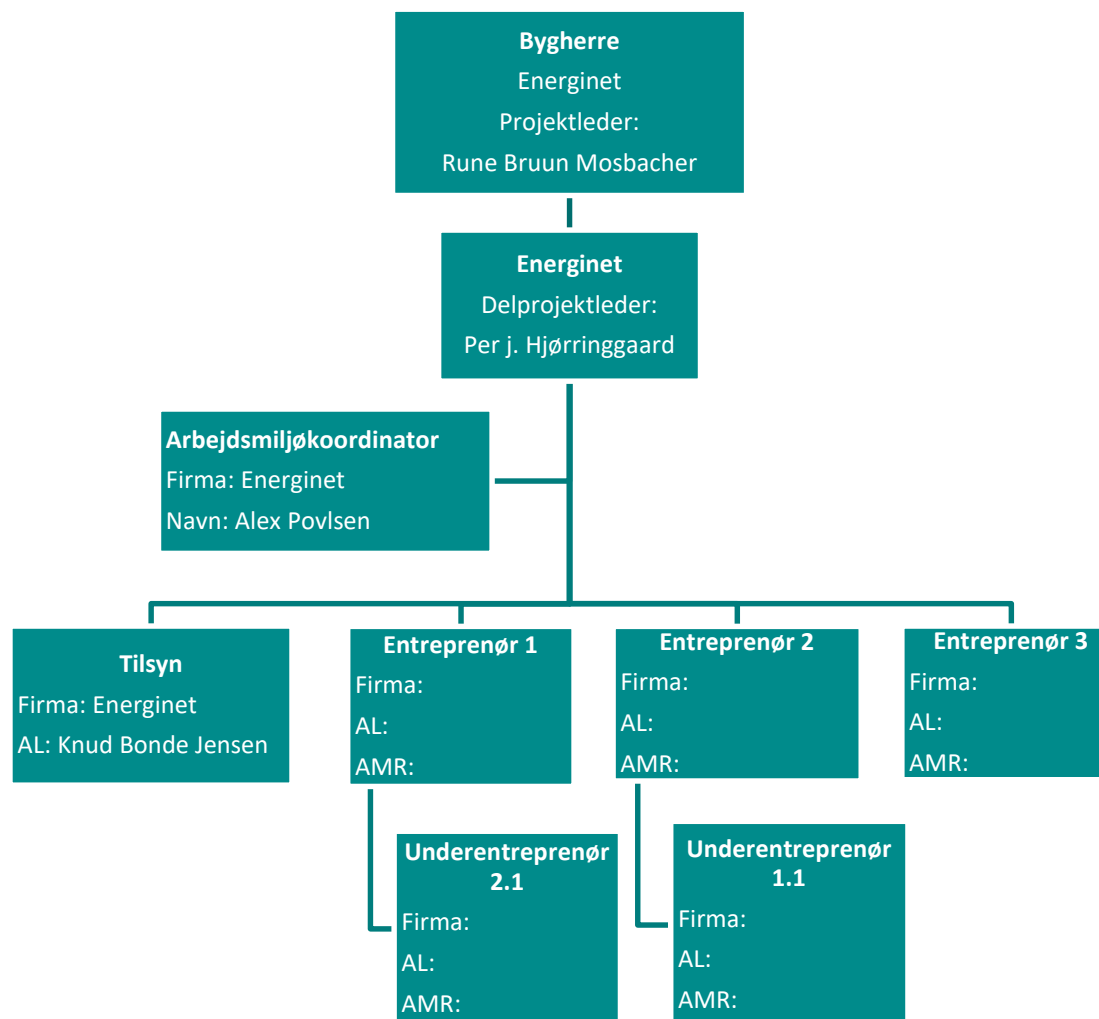 Bygherre
Energinet
Projektleder:
Rune Bruun Mosbacher
Energinet
Delprojektleder:
Per j. Hjørringgaard
Arbejdsmiljøkoordinator
Firma: Energinet
Navn: Alex Povlsen
Tilsyn
Firma: Energinet
AL: Knud Bonde Jensen
Entreprenør 1
Firma:
AL:
AMR:
Entreprenør 2
Firma:
AL:
AMR:
Entreprenør 3
Firma:
AL:
AMR:
Underentreprenør
2.1
Firma:
AL:
AMR:
Underentreprenør
1.1
Firma:
AL:
AMR: